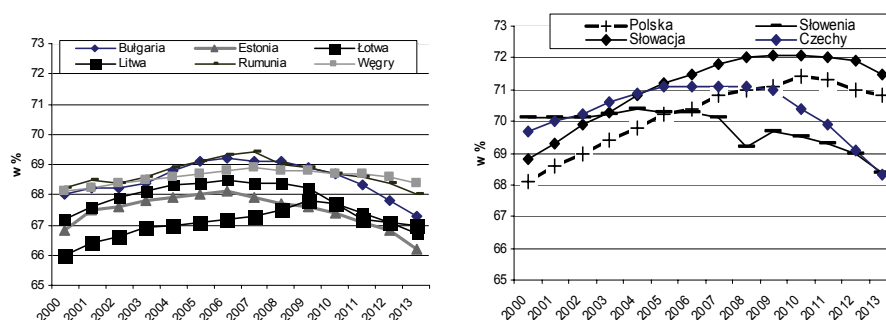 Bułgaria Estonia Łotwa
Litwa Rumunia Węgry
w %
73
72
71
70
69
68
67
66
65
2000 2001 2002 2003 2004 2005 2006 2007 2008 2009 2010 2011 2012 2013
Polska Słowenia
Słowacja Czechy
w %
73
72
71
70
69
68
67
66
65
2000 2001 2002 2003 2004 2005 2006 2007 2008 2009 2010 2011 2012 2013